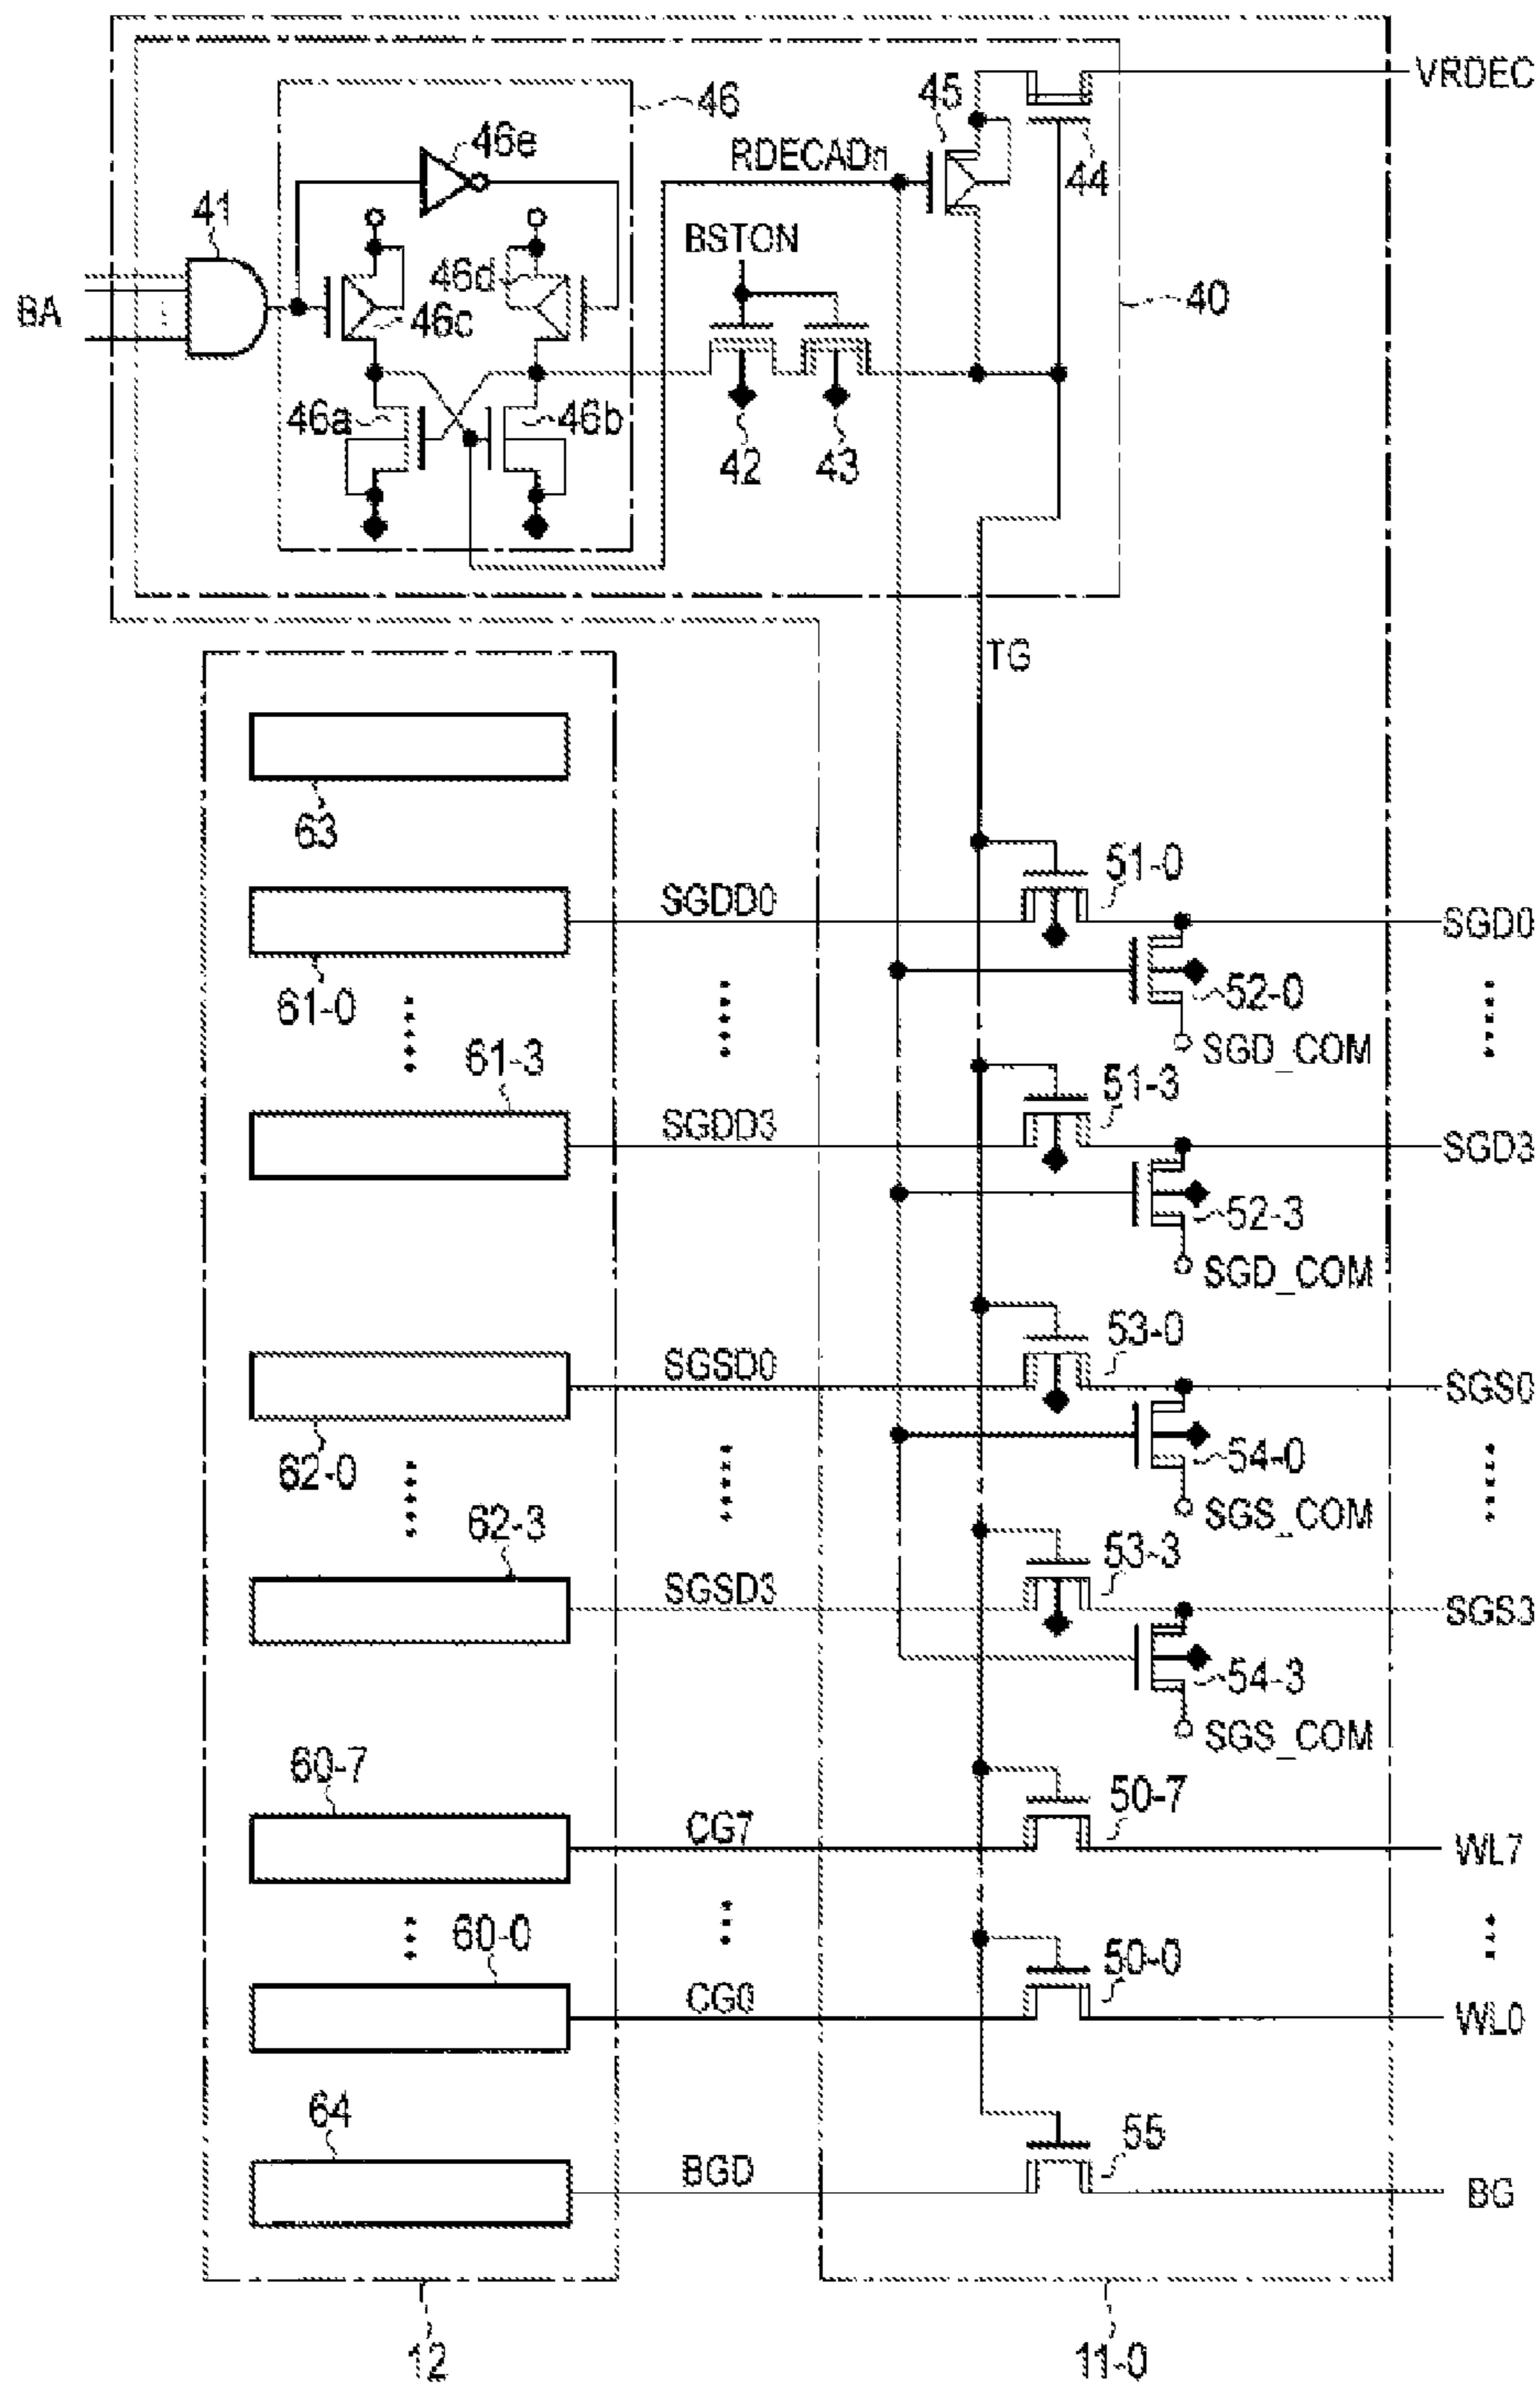 VRDEC
45
46
46e
RDECADn
44
41
BSTON
46d
40
BA
46c
46a
46b
42
43
TG
63
51-0
SGDD0
SGD0
61-0
52-0
SGD_COM
61-3
51-3
SGDD3
SGD3
52-3
SGD_COM
53-0
SGSD0
SGS0
62-0
54-0
SGS_COM
62-3
53-3
SGSD3
SGS3
54-3
SGS_COM
60-7
50-7
CG7
WL7
60-0
50-0
CG0
WL0
64
55
BGD
BG
12
11-0